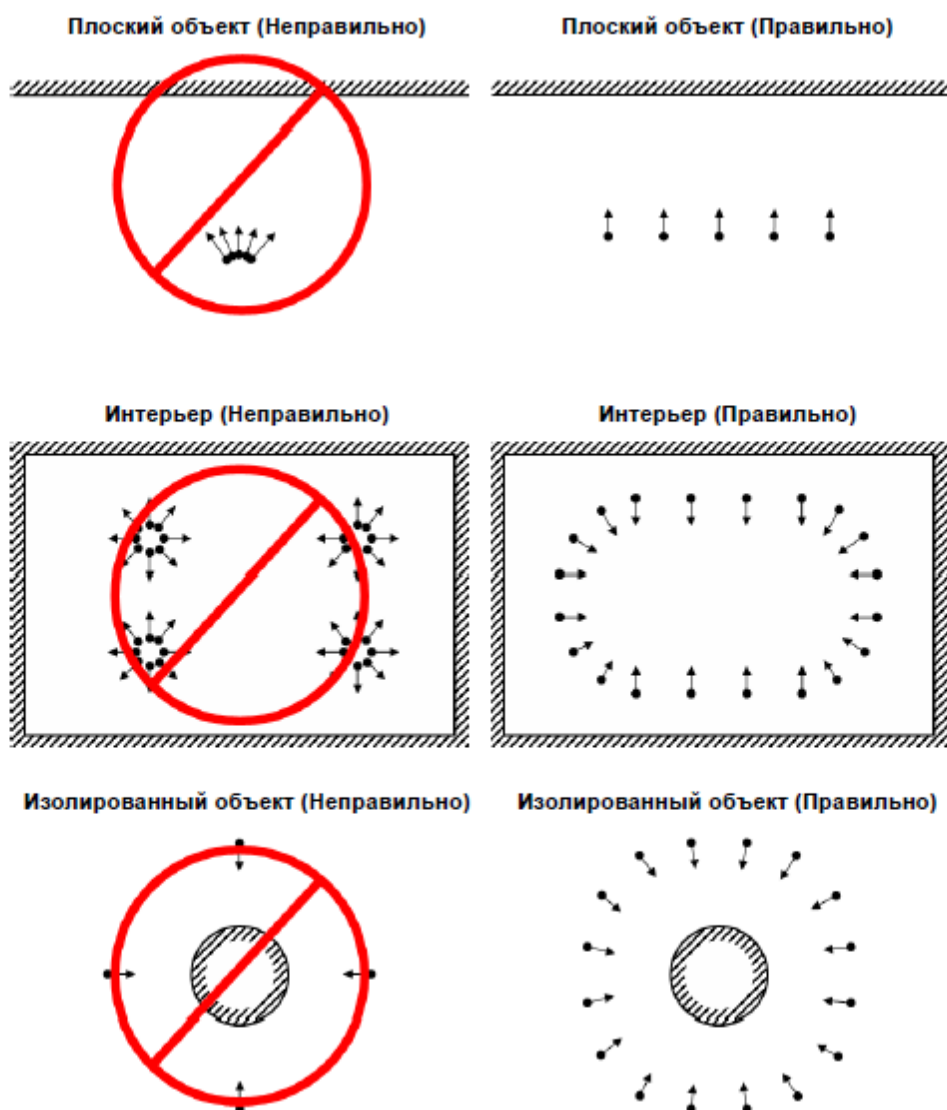 Плоский объект (Неправильно)
Плоский объект (Правильно)
Интерьер (Неправильно)
Интерьер (Правильно)
Изолированный объект (Неправильно)
Изолированный объект (Правильно)